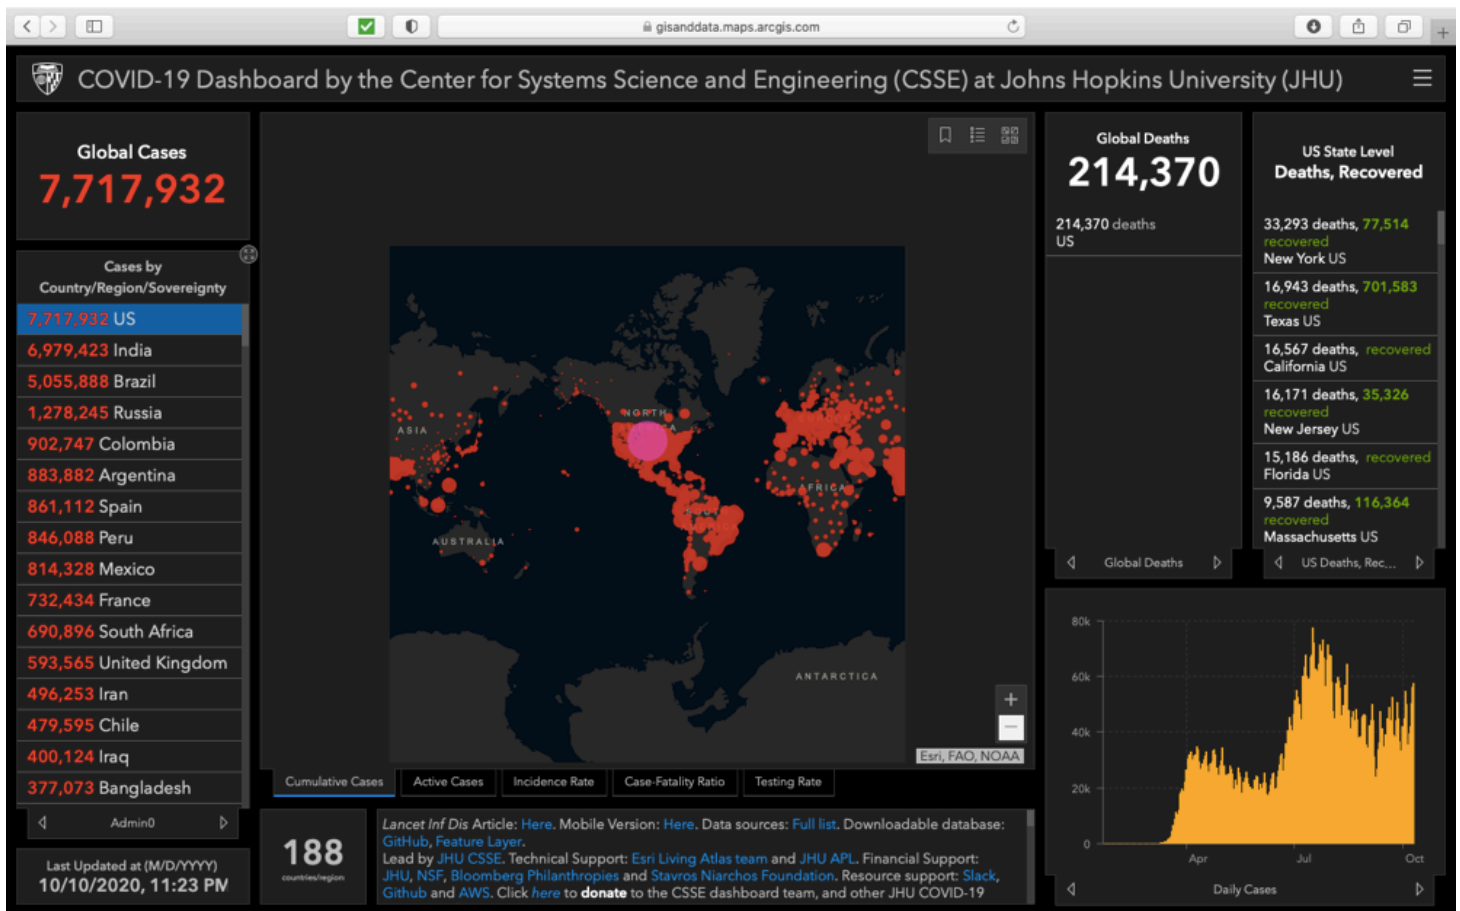 gisanddata.maps.arcgis.com
COVID-19 Dashboard by the Center for Systems Science and Engineering (CSSE) at Johns Hopkins University (JHU)
Global Cases
7,717,932
Cases by
Country/Region/Sovereignty
7,717,932 US
6,979,423 India
5,055,888 Brazil
1,278,245 Russia
902,747 Colombia
883,882 Argentina
861,112 Spain
846,088 Peru
814,328 Mexico
732,434 France
690,896 South Africa
593,565 United Kingdom
496,253 Iran
479,595 Chile
400,124 Iraq
377,073 Bangladesh
Admin0
Last Updated at (M/D/YYYY)
10/10/2020, 11:23 PM
NORTH
ASIA
AFRICA
AUSTRALIA
ANTARCTICA
Esri, FAO, NOAA
Cumulative Cases
Active Cases
Incidence Rate
Case-Fatality Ratio
Testing Rate
188
countries/region
Lancet Inf Dis Article: Here. Mobile Version: Here. Data sources: Full list. Downloadable database:
GitHub, Feature Layer.
Lead by JHU CSSE. Technical Support: Esri Living Atlas team and JHU APL. Financial Support:
JHU, NSF, Bloomberg Philanthropies and Stavros Niarchos Foundation. Resource support: Slack,
Github and AWS. Click here to donate to the CSSE dashboard team, and other JHU COVID-19
Global Deaths
214,370
214,370 deaths
US
Global Deaths
US State Level
Deaths, Recovered
33,293 deaths, 77,514
recovered
New York US
16,943 deaths, 701,583
recovered
Texas US
16,567 deaths, recovered
California US
16,171 deaths, 35,326
recovered
New Jersey US
15,186 deaths, recovered
Florida US
9,587 deaths, 116,364
recovered
Massachusetts US
US Deaths, Rec...
80k
60k
40k
20k
0
Apr
Jul
Oct
Daily Cases